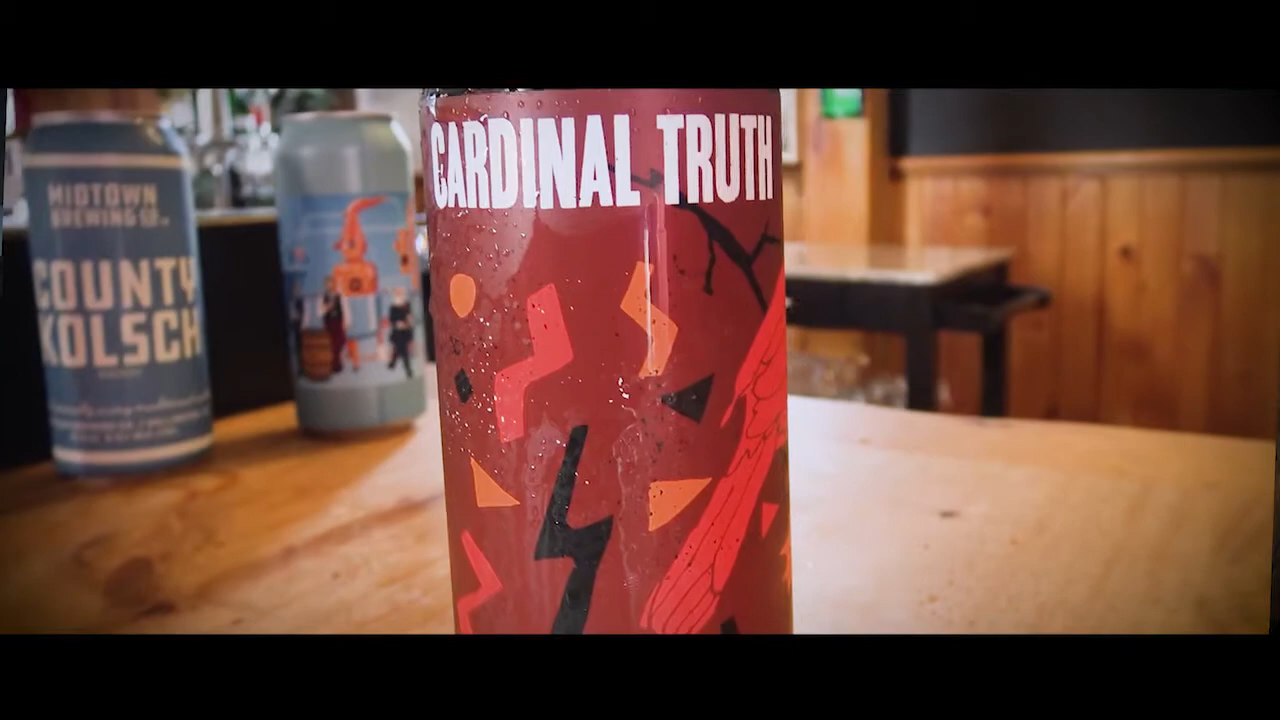 MIDTOWN
BREWING CO.
COUNTY
KOLSCH
CARDINAL TRUTH